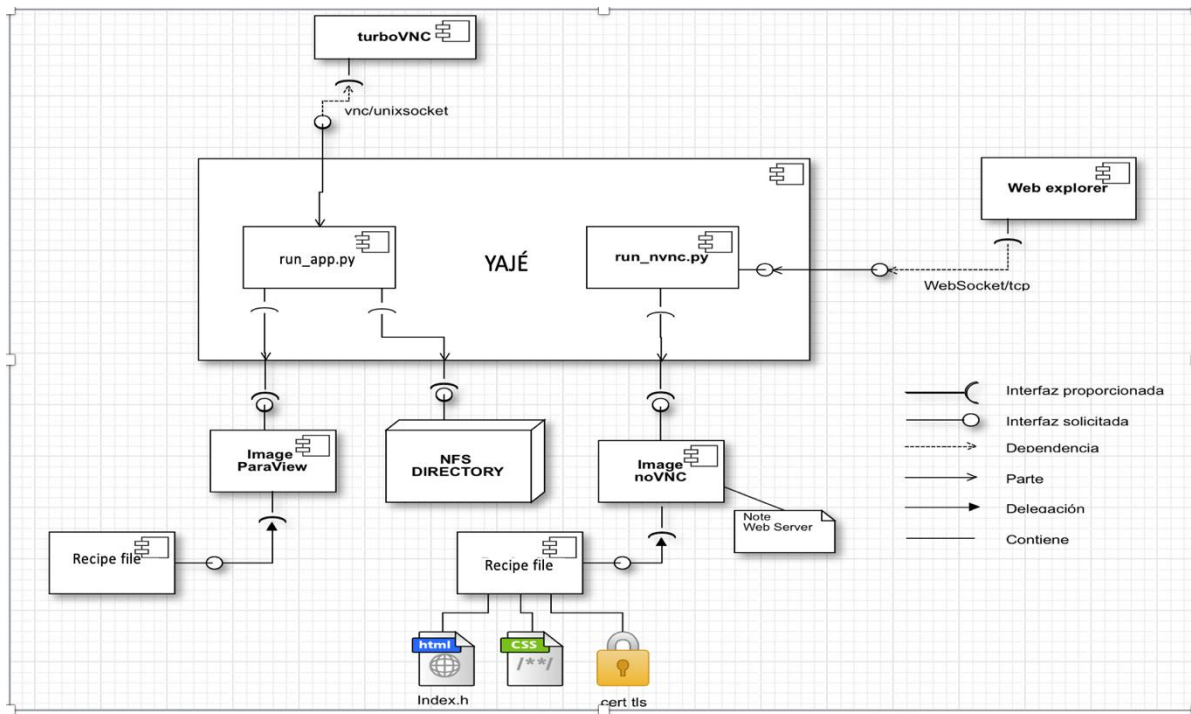 turboVNC
vnc/unixsocket
Web explorer
run_app.py
YAJÉ
run_nvnc.py
WebSocket/tcp
Interfaz proporcionada
Interfaz solicitada
Dependencia
Parte
Delegación
Contiene
Image
ParaView
NFS
DIRECTORY
Image
noVNC
Note
Web Server
Recipe file
Recipe file
html
CSS
/**/
Index.h
cert tls